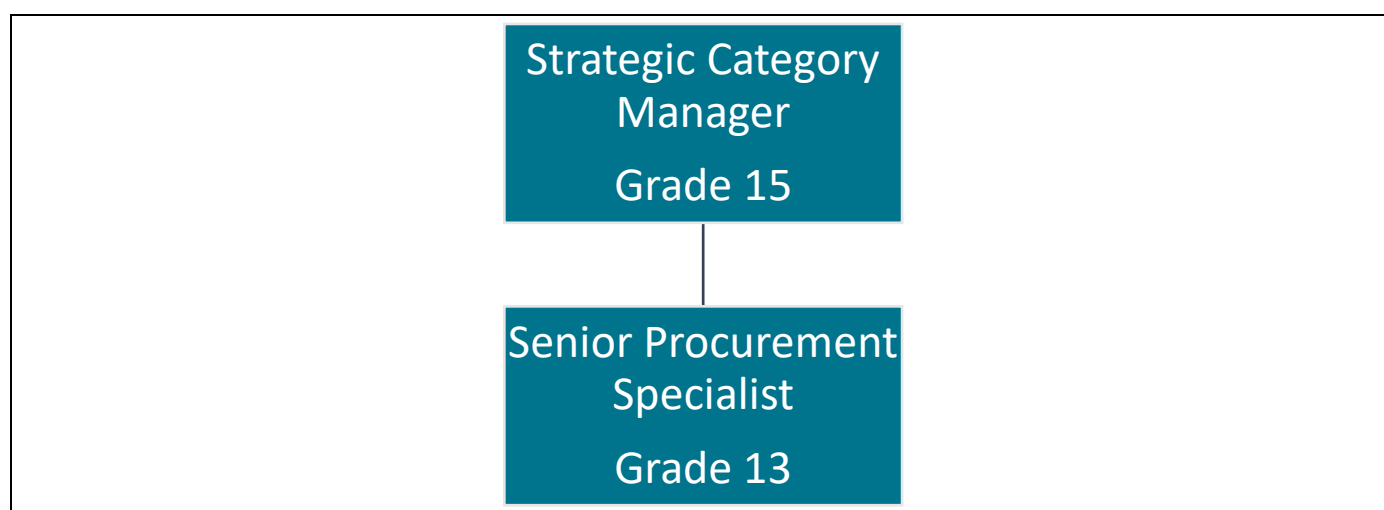 Strategic Category
Manager
Grade 15
Senior Procurement
Specialist
Grade 13